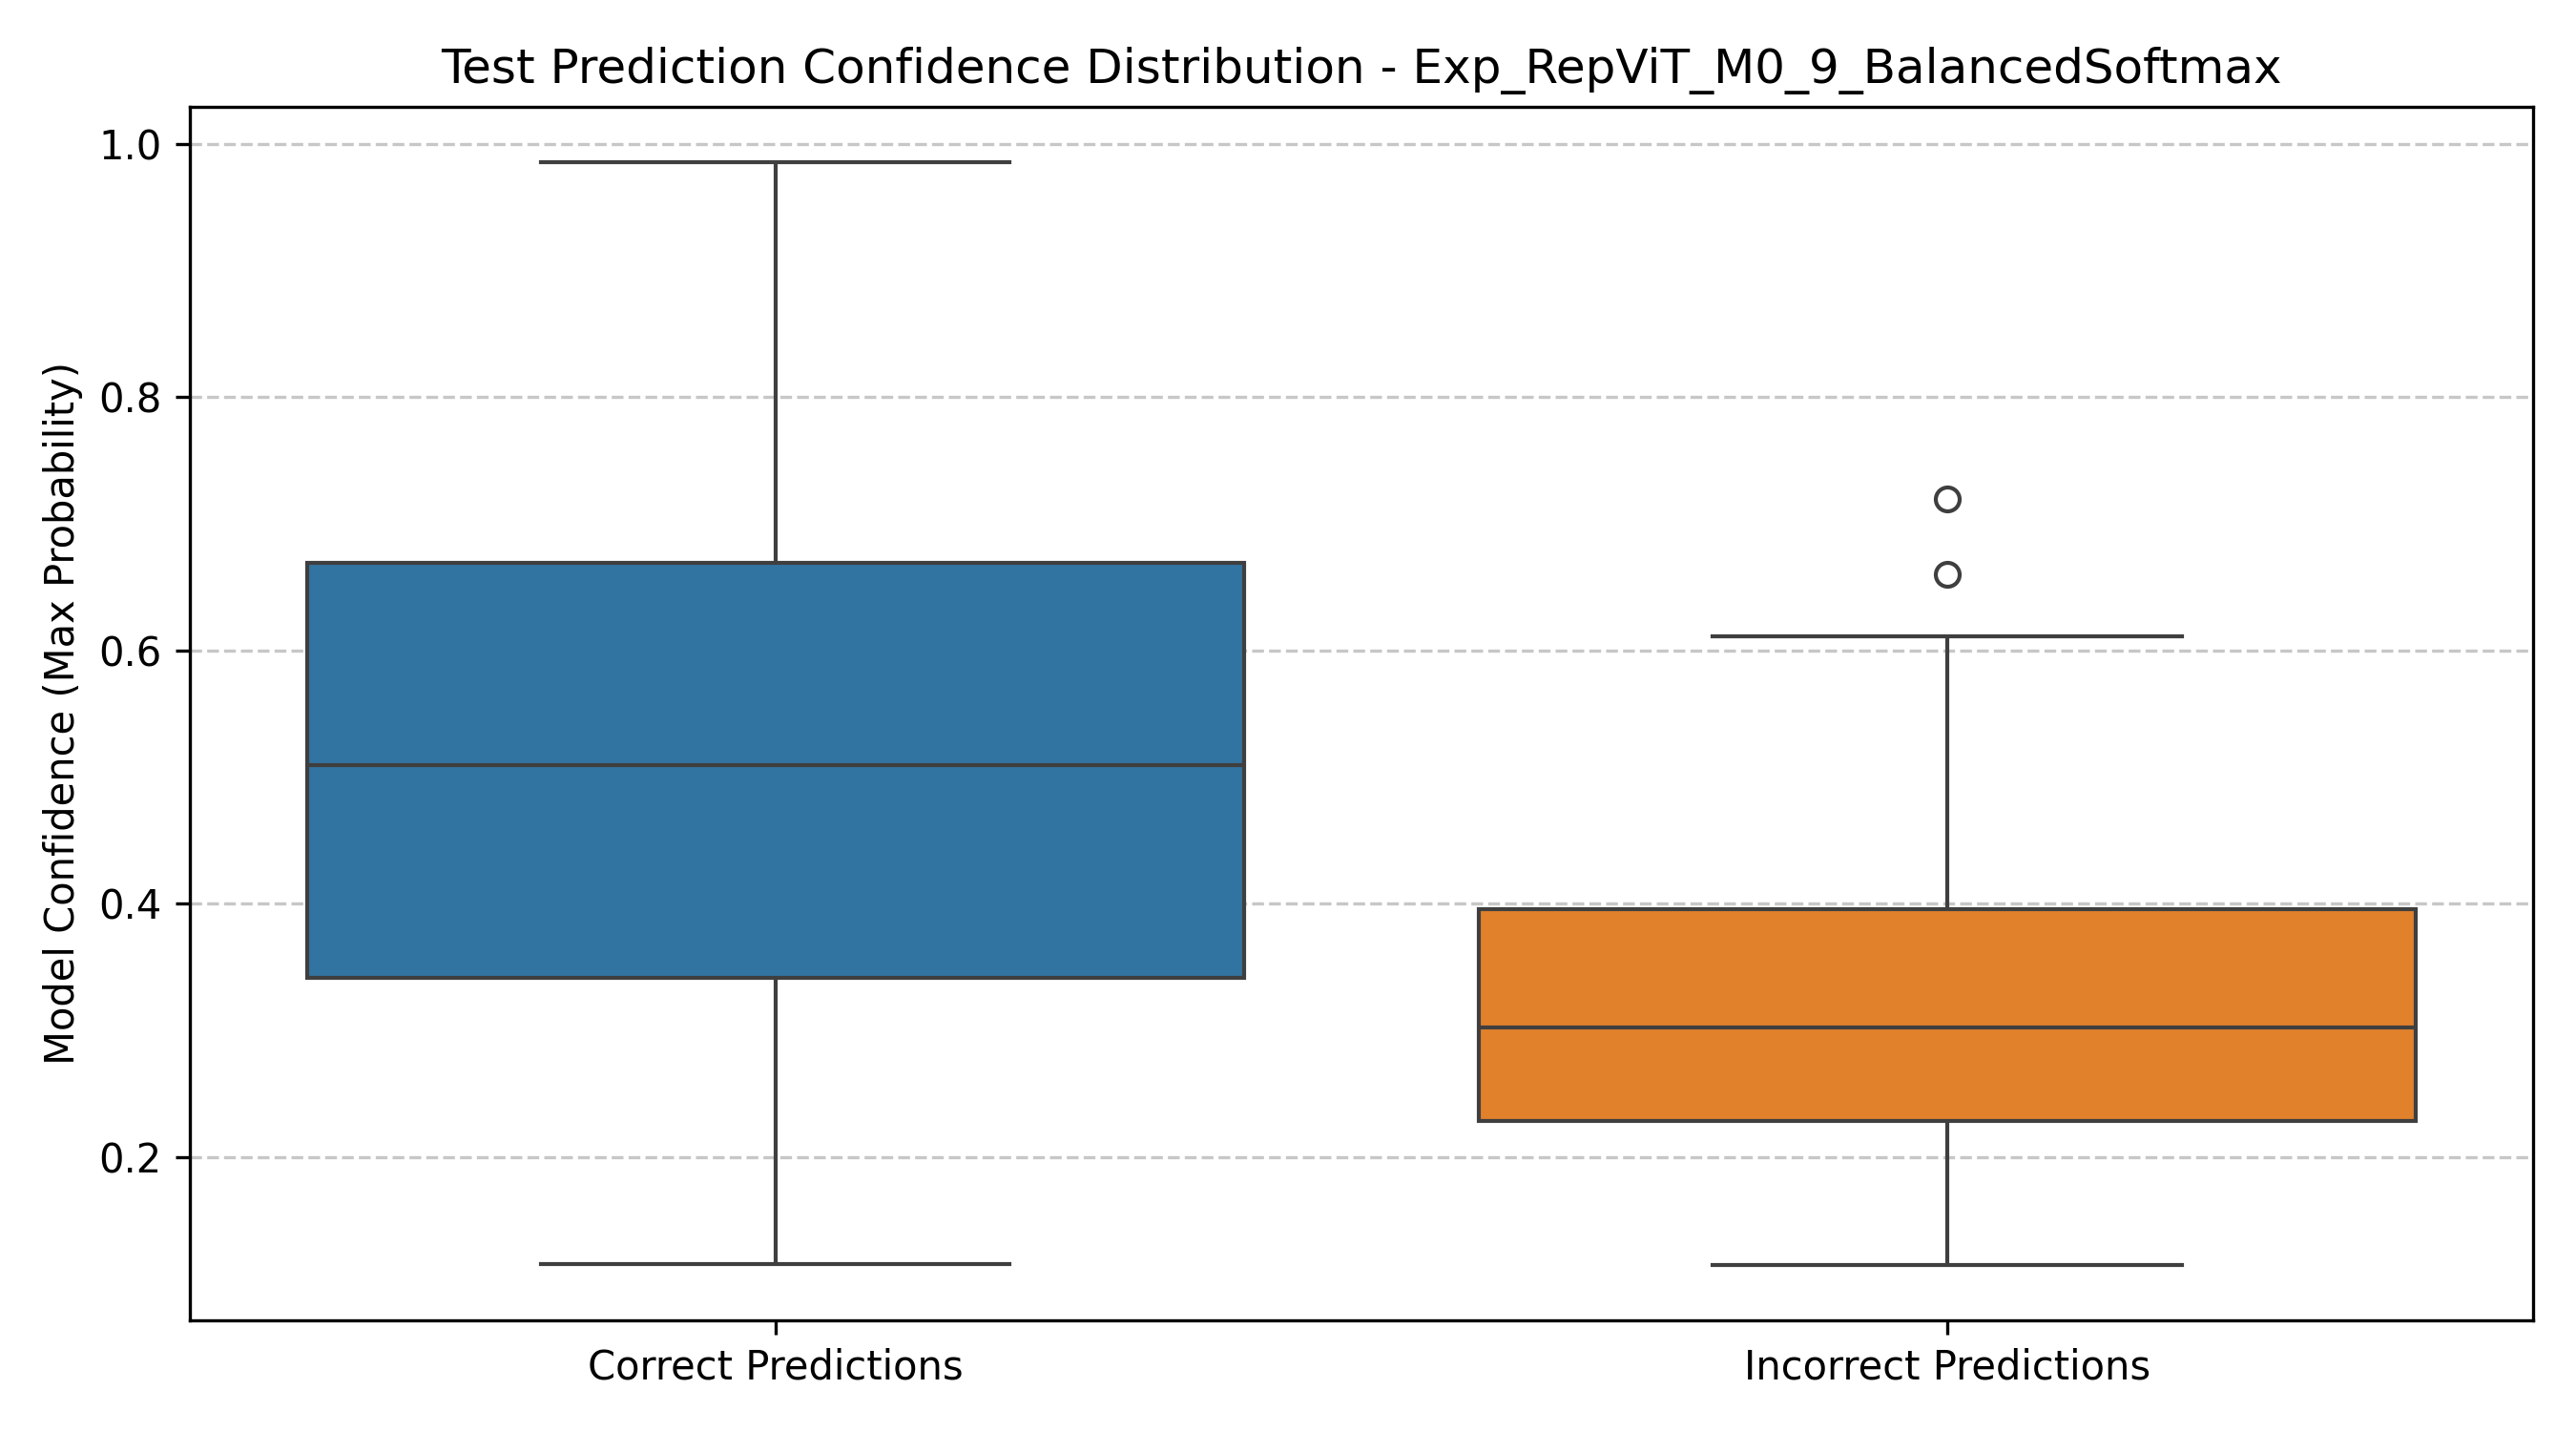 Test Prediction Confidence Distribution - Exp_RepViT_M0_9_BalancedSoftmax
Model Confidence (Max Probability)
1.0
0.8
0.6
0.4
0.2
Correct Predictions
Incorrect Predictions